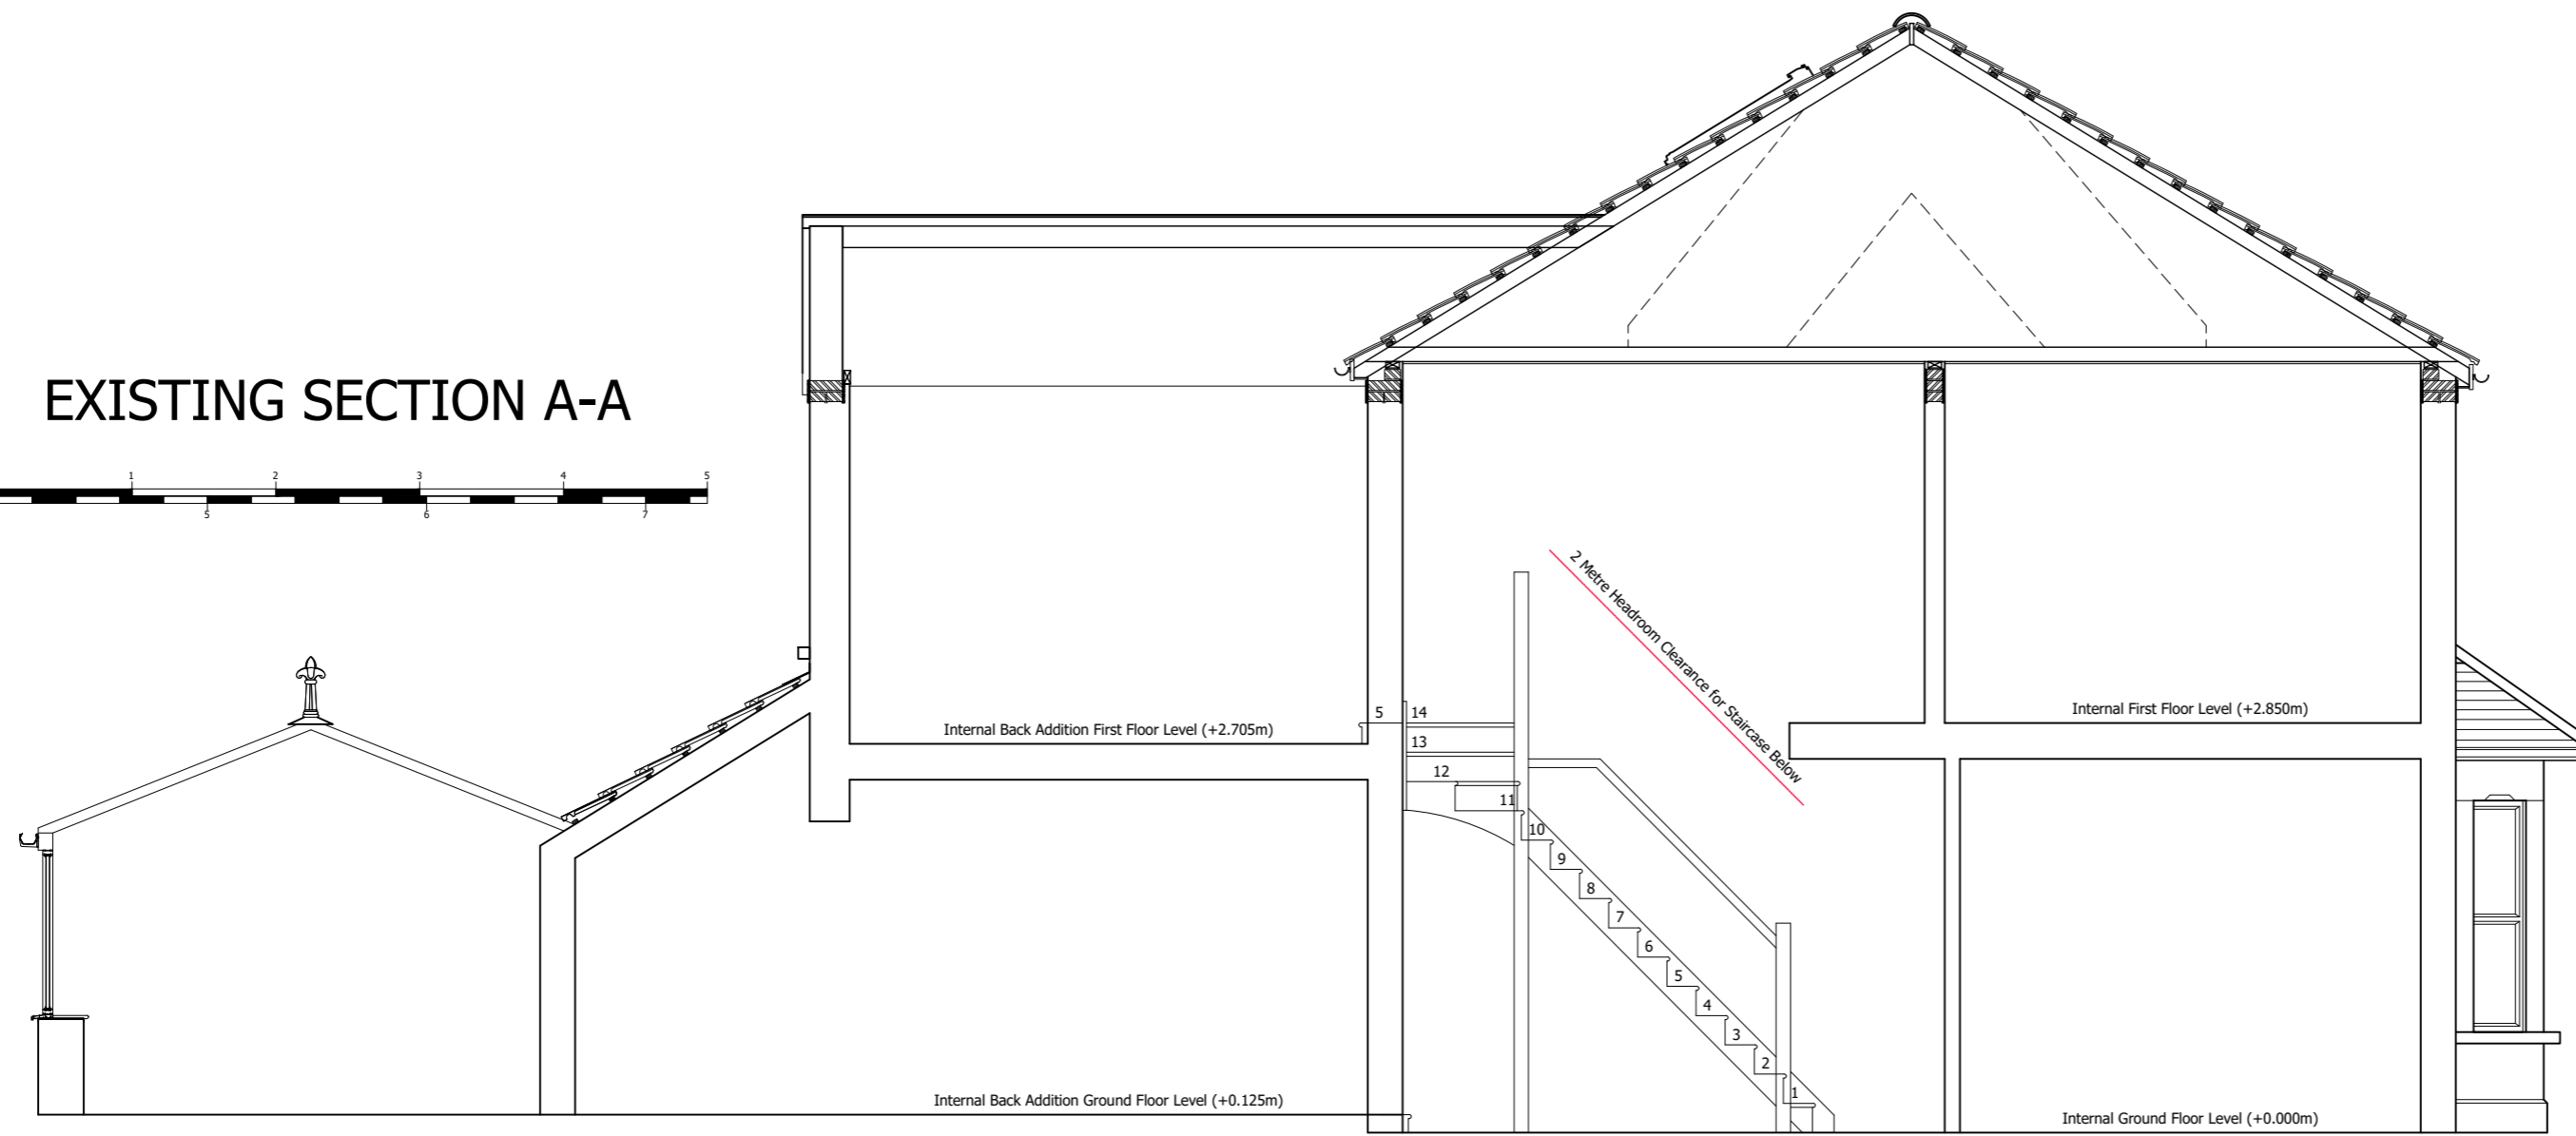 EXISTING SECTION A-A
1 2 3 4 5
5 6 7
2 Metre Headroom Clearance for Staircase Below
Internal First Floor Level (+2.850m)
Internal Back Addition First Floor Level (+2.705m)
5 14
13
12
11
10
9
8
7
6
5
4
3
2
1
Internal Back Addition Ground Floor Level (+0.125m)
Internal Ground Floor Level (+0.000m)